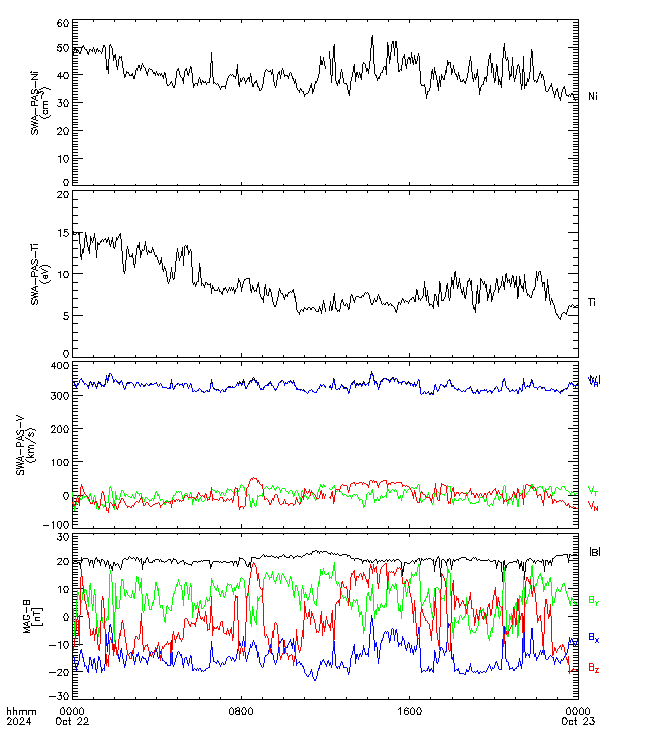 60
50
40
30
20
10
0
SWA-PAS-Ni
(cm⁻³)
Ni
20
15
10
5
0
SWA-PAS-Ti
(eV)
Ti
400
300
200
100
0
-100
SWA-PAS-V
(km/s)
V_T
V_N
30
20
10
0
-10
-20
-30
MAG-B
[nT]
|B|
B_Y
B_X
B_Z
hhmm
2024
0000
Oct 22
0800
1600
0000
Oct 23